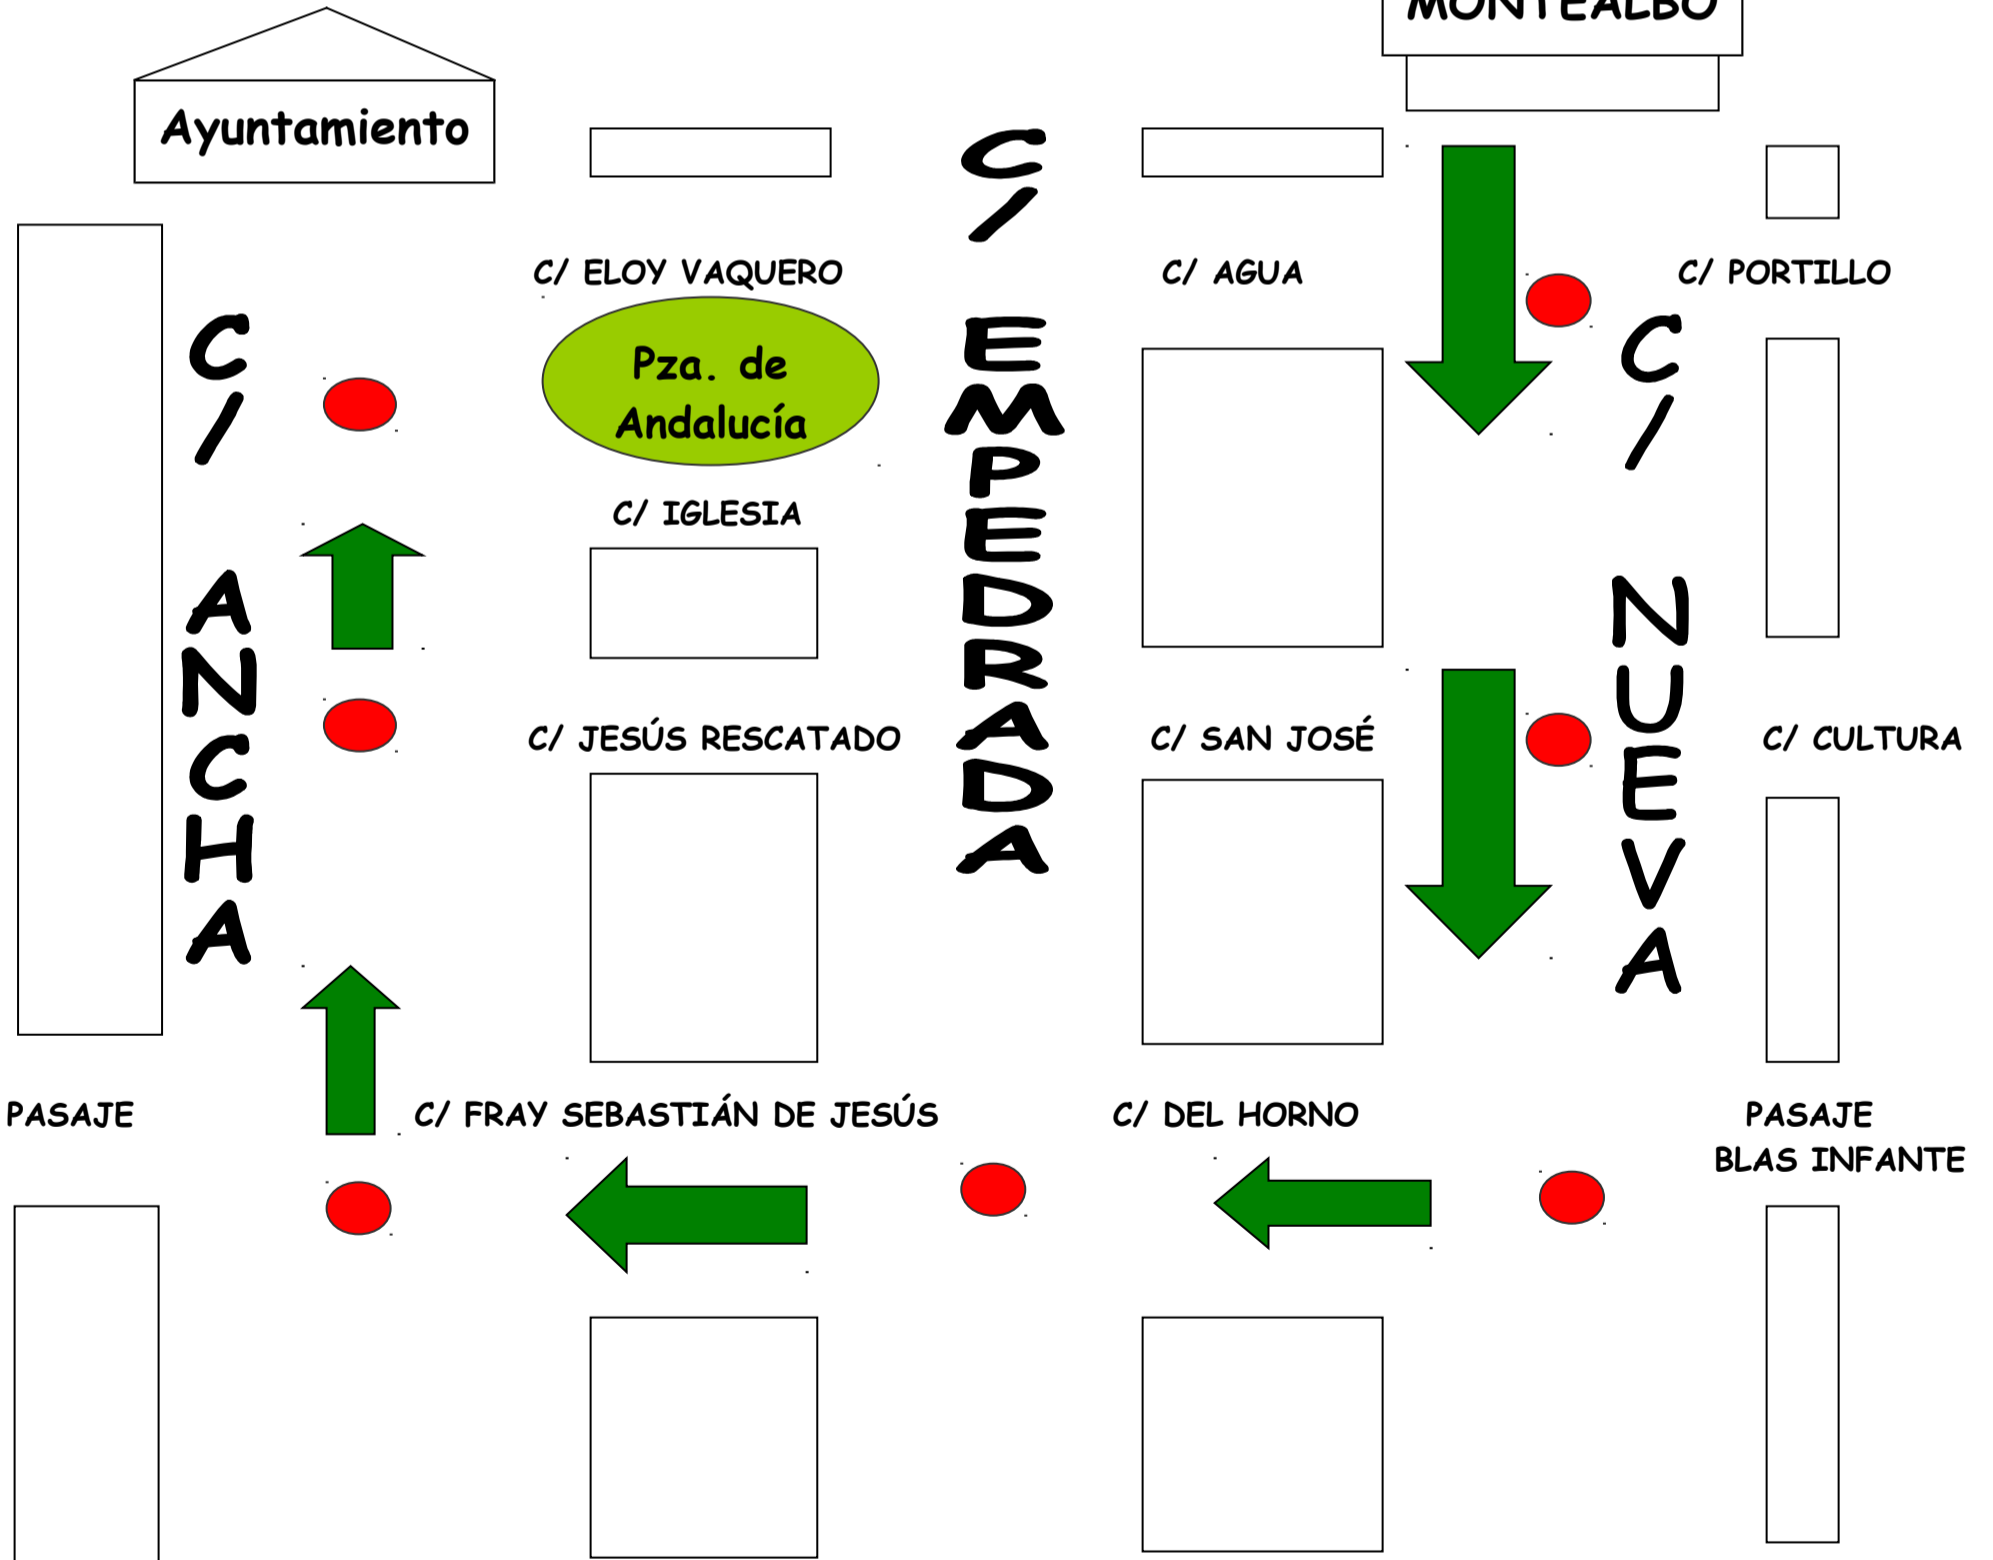 MONTEALBO
Ayuntamiento
C/ EMPEDRADA
C/ ELOY VAQUERO
C/ AGUA
C/ PORTILLO
C/ ANCHA
Pza. de
Andalucía
C/ NUEVA
C/ IGLESIA
C/ JESÚS RESCATADO
C/ SAN JOSÉ
C/ CULTURA
PASAJE
C/ FRAY SEBASTIÁN DE JESÚS
C/ DEL HORNO
PASAJE
BLAS INFANTE